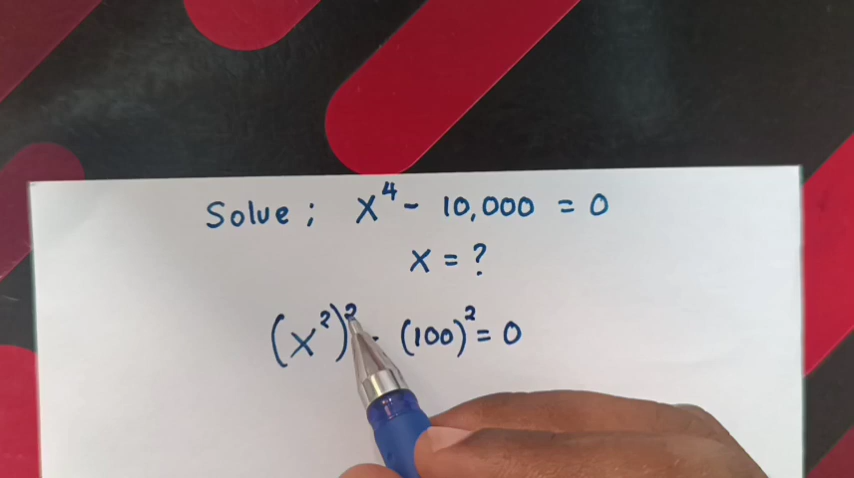 Solve ; x⁴ - 10,000 = 0
x = ?
(x²)² - (100)² = 0